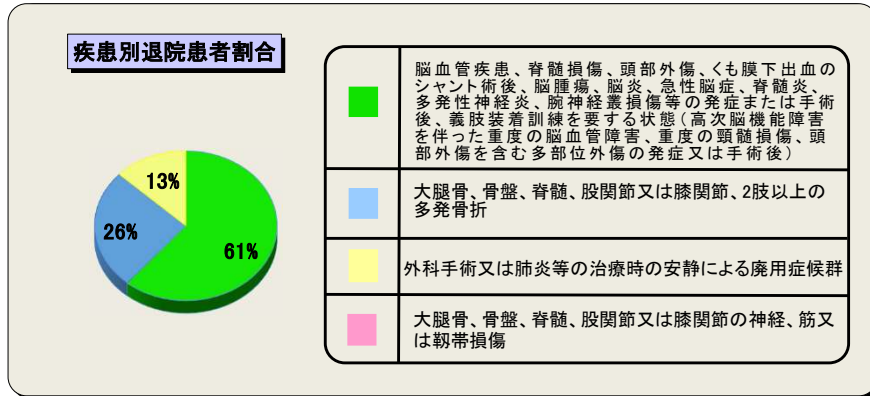 疾患別退院患者割合
13%
26%
61%
脳血管疾患、脊髄損傷、頭部外傷、くも膜下出血の
シャント術後、脳腫瘍、脳炎、急性脳症、脊髄炎、
多発性神経炎、腕神経叢損傷等の発症または手術
後、義肢装着訓練を要する状態（高次脳機能障害
を伴った重度の脳血管障害、重度の頸髄損傷、頭
部外傷を含む多部位外傷の発症又は手術後）
大腿骨、骨盤、脊髄、股関節又は膝関節、2肢以上の
多発骨折
外科手術又は肺炎等の治療時の安静による廃用症候群
大腿骨、骨盤、脊髄、股関節又は膝関節の神経、筋又
は靱帯損傷